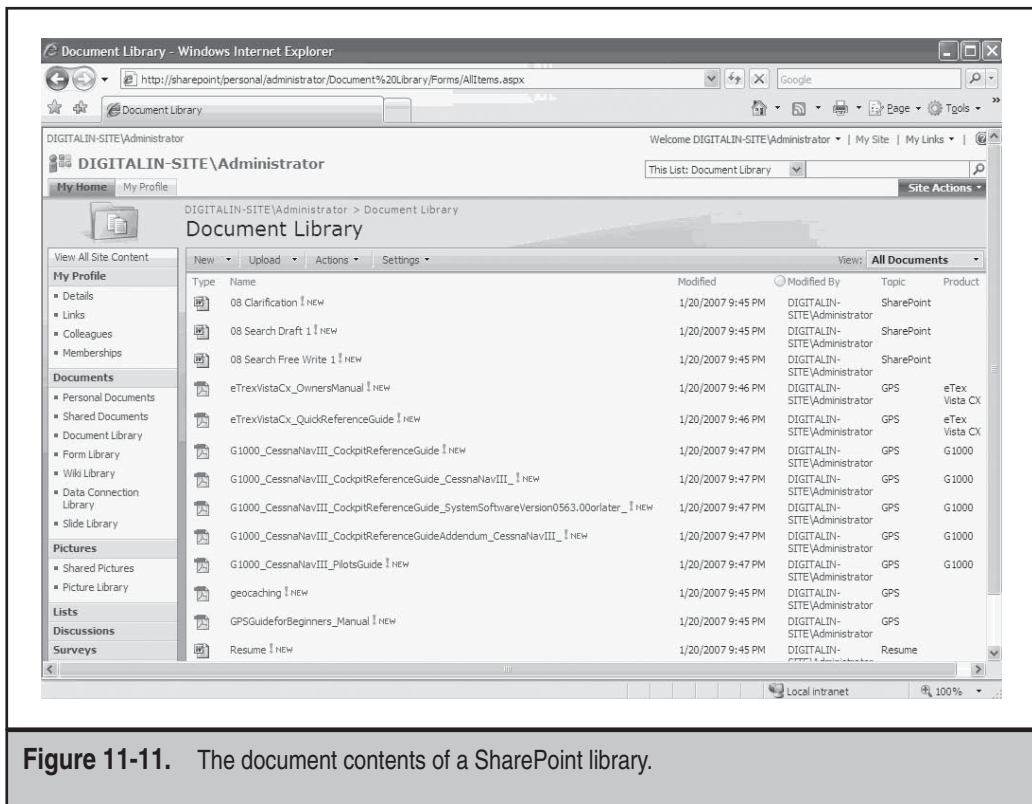 Document Library - Windows Internet Explorer
http://sharepoint/personal/administrator/Document%20Library/Forms/AllItems.aspx
Google
Document Library
Page
Tools
DIGITALIN-SITE\Administrator
Welcome DIGITALIN-SITE\Administrator | My Site | My Links |
DIGITALIN-SITE\Administrator
This List: Document Library
My Home
My Profile
Site Actions
DIGITALIN-SITE\Administrator > Document Library
Document Library
View All Site Content
My Profile
Details
Links
Colleagues
Memberships
Documents
Personal Documents
Shared Documents
Document Library
Form Library
Wiki Library
Data Connection
Library
Slide Library
Pictures
Shared Pictures
Picture Library
Lists
Discussions
Surveys
New Upload Actions Settings View: All Documents
Type Name Modified Modified By Topic Product
08 Clarification ! NEW 1/20/2007 9:45 PM DIGITALIN- SharePoint
SITE\Administrator
08 Search Draft 1 ! NEW 1/20/2007 9:45 PM DIGITALIN- SharePoint
SITE\Administrator
08 Search Free Write 1 ! NEW 1/20/2007 9:45 PM DIGITALIN- SharePoint
SITE\Administrator
eTrexVistaCx_OwnersManual ! NEW 1/20/2007 9:46 PM DIGITALIN- GPS eTex
SITE\Administrator Vista CX
eTrexVistaCx_QuickReferenceGuide ! NEW 1/20/2007 9:46 PM DIGITALIN- GPS eTex
SITE\Administrator Vista CX
G1000_CessnaNavIII_CockpitReferenceGuide ! NEW 1/20/2007 9:47 PM DIGITALIN- GPS G1000
SITE\Administrator
G1000_CessnaNavIII_CockpitReferenceGuide_CessnaNavIII_ ! NEW 1/20/2007 9:47 PM DIGITALIN- GPS G1000
SITE\Administrator
G1000_CessnaNavIII_CockpitReferenceGuide_SystemSoftwareVersion0563.00orlater_ ! NEW 1/20/2007 9:47 PM DIGITALIN- GPS G1000
SITE\Administrator
G1000_CessnaNavIII_CockpitReferenceGuideAddendum_CessnaNavIII_ ! NEW 1/20/2007 9:47 PM DIGITALIN- GPS G1000
SITE\Administrator
G1000_CessnaNavIII_PilotsGuide ! NEW 1/20/2007 9:47 PM DIGITALIN- GPS G1000
SITE\Administrator
geocaching ! NEW 1/20/2007 9:45 PM DIGITALIN- GPS
SITE\Administrator
GPSGuideforBeginners_Manual ! NEW 1/20/2007 9:45 PM DIGITALIN- GPS
SITE\Administrator
Resume ! NEW 1/20/2007 9:45 PM DIGITALIN- Resume
Local intranet
100%
Figure 11-11. The document contents of a SharePoint library.